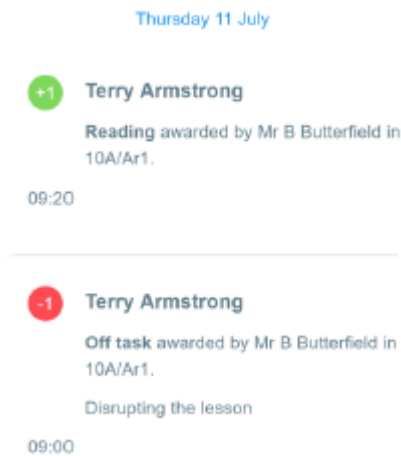 Thursday 11 July
+1
Terry Armstrong
Reading awarded by Mr B Butterfield in
10A/Ar1.
09:20
-1
Terry Armstrong
Off task awarded by Mr B Butterfield in
10A/Ar1.
Disrupting the lesson
09:00